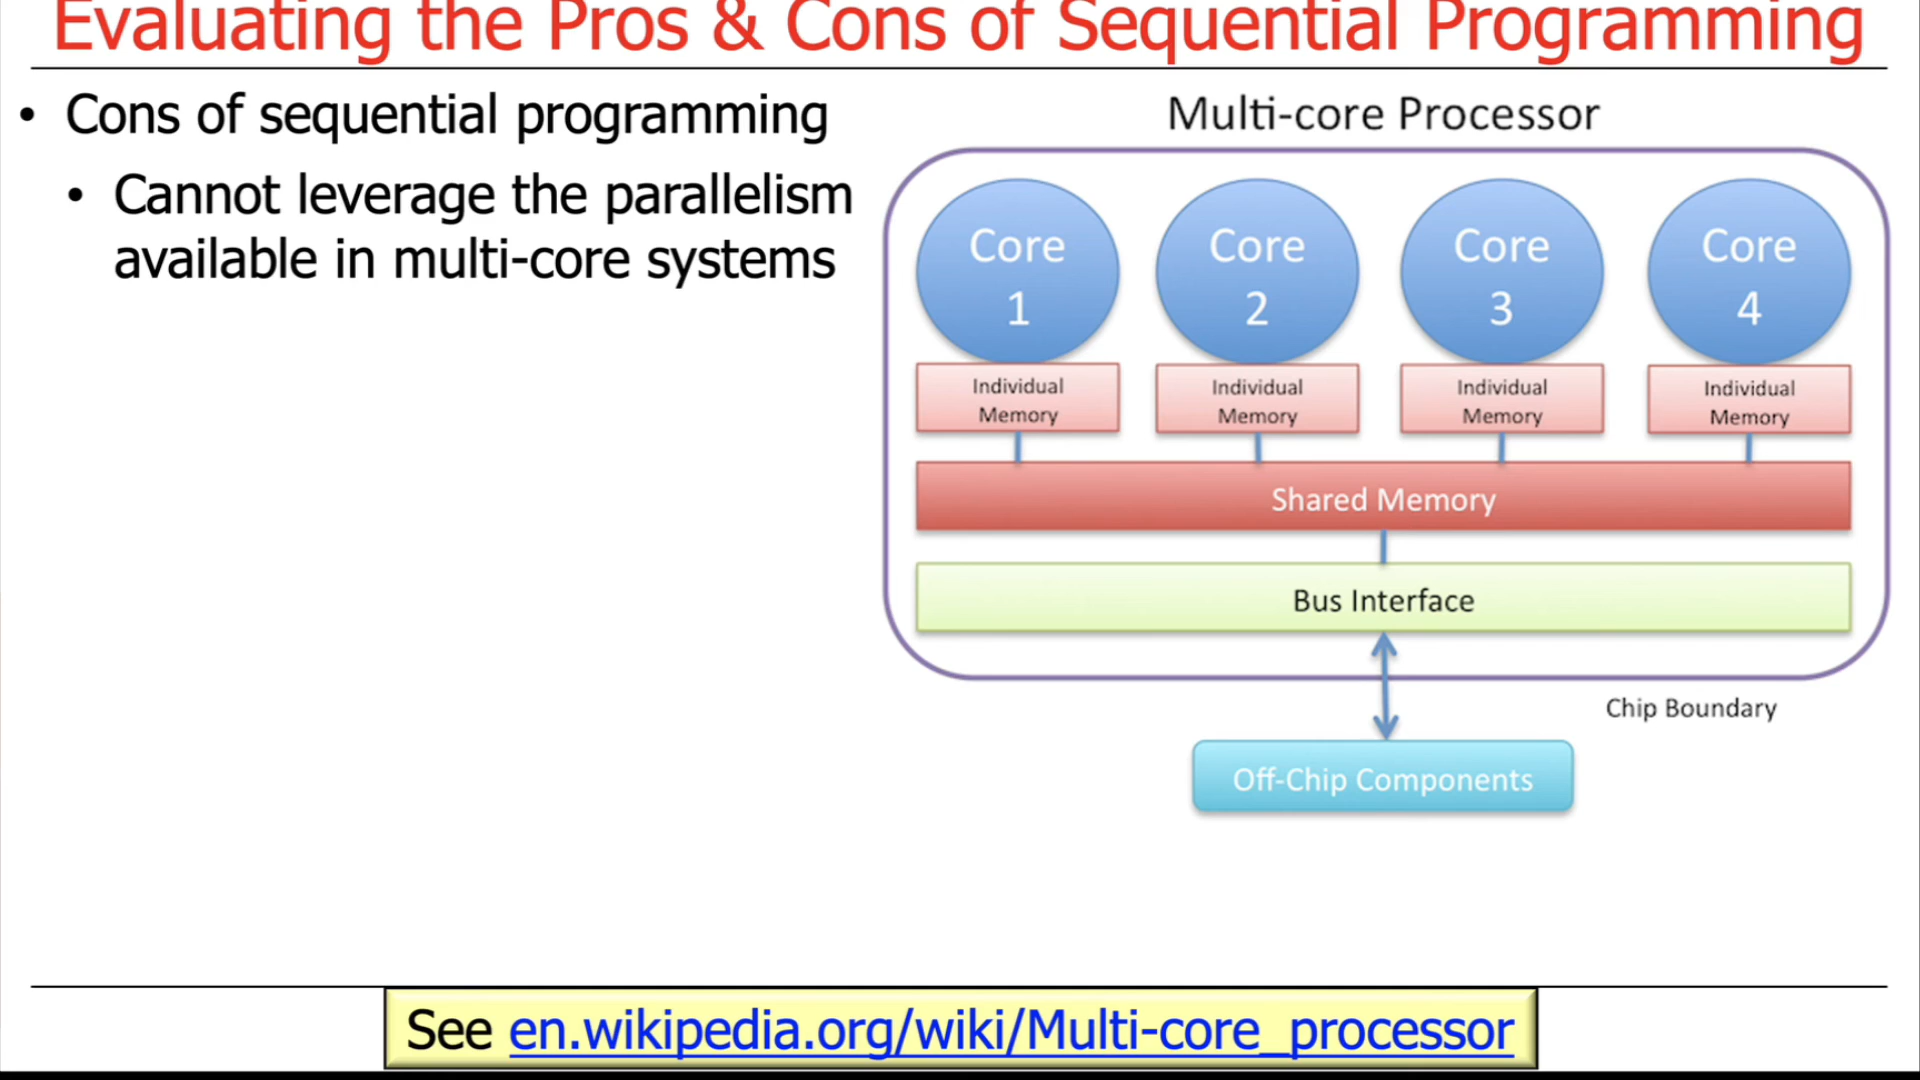 Evaluating the Pros & Cons of Sequential Programming
• Cons of sequential programming
• Cannot leverage the parallelism
available in multi-core systems
Multi-core Processor
Core
1
Core
2
Core
3
Core
4
Individual
Memory
Individual
Memory
Individual
Memory
Individual
Memory
Shared Memory
Bus Interface
Chip Boundary
Off-Chip Components
See en.wikipedia.org/wiki/Multi-core_processor